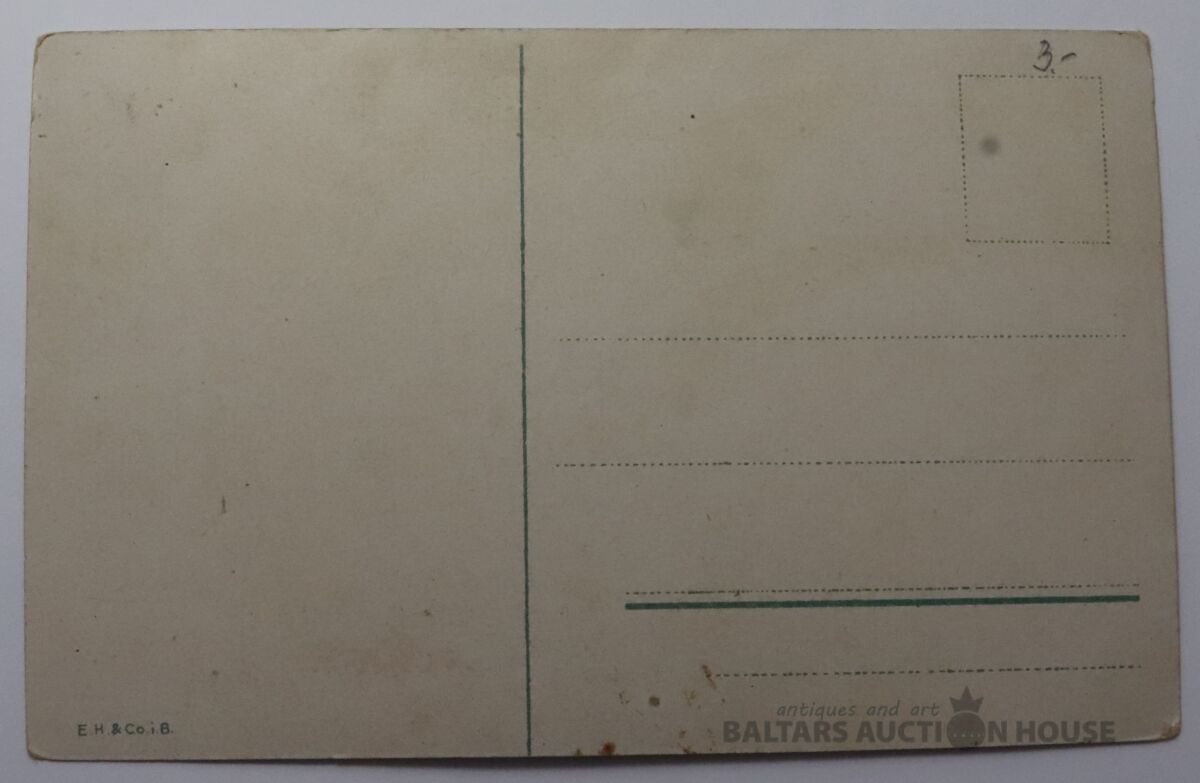 3.-
E.H.&Co.i.B.
antiques and art
BALTARS AUCTION HOUSE